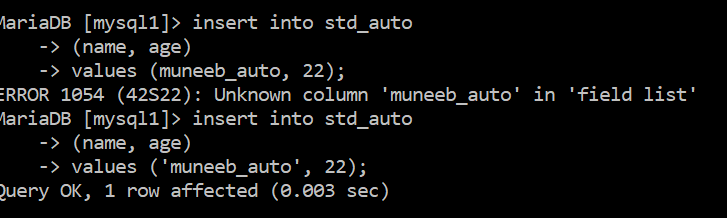 MariaDB [mysql1]> insert into std_auto
-> (name, age)
-> values (muneeb_auto, 22);
ERROR 1054 (42S22): Unknown column 'muneeb_auto' in 'field list'
MariaDB [mysql1]> insert into std_auto
-> (name, age)
-> values ('muneeb_auto', 22);
Query OK, 1 row affected (0.003 sec)